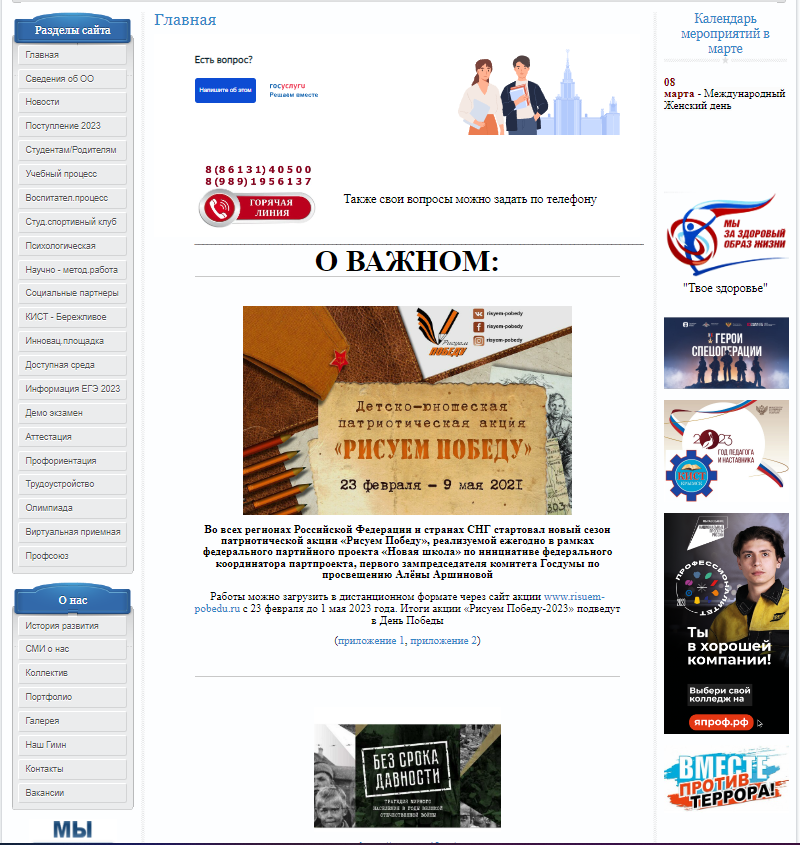 Разделы сайта
Главная
Сведения об ОО
Новости
Поступление 2023
Студентам/Родителям
Учебный процесс
Воспитател.процесс
Студ.спортивный клуб
Психологическая
Научно - метод.работа
Социальные партнеры
КИСТ - Бережливое
Инновац.площадка
Доступная среда
Информация ЕГЭ 2023
Демо экзамен
Аттестация
Профориентация
Трудоустройство
Олимпиада
Виртуальная приемная
Профсоюз
О нас
История развития
СМИ о нас
Коллектив
Портфолио
Галерея
Наш Гимн
Контакты
Вакансии
МЫ
Главная
Есть вопрос?
Напишите об этом
госуслуги
Решаем вместе
8(86131)40500
8(989)1956137
ГОРЯЧАЯ
ЛИНИЯ
Также свои вопросы можно задать по телефону
О ВАЖНОМ:
Рисуем
ПОБЕДУ
risyem-pobedy
risyem-pobedy
risyem-pobedy
Детско-юношеская
патриотическая акция
«РИСУЕМ ПОБЕДУ»
23 февраля – 9 мая 2021
Во всех регионах Российской Федерации и странах СНГ стартовал новый сезон
патриотической акции «Рисуем Победу», реализуемой ежегодно в рамках
федерального партийного проекта «Новая школа» по инициативе федерального
координатора партпроекта, первого зампредседателя комитета Госдумы по
просвещению Алёны Аршиновой
Работы можно загрузить в дистанционном формате через сайт акции www.risuem-
pobedu.ru с 23 февраля до 1 мая 2023 года. Итоги акции «Рисуем Победу-2023» подведут
в День Победы
(приложение 1, приложение 2)
БЕЗ СРОКА
ДАВНОСТИ
ТРАГЕДИЯ МИРНОГО
НАСЕЛЕНИЯ В ГОДЫ ВЕЛИКОЙ
ОТЕЧЕСТВЕННОЙ ВОЙНЫ
Календарь
мероприятий в
марте
08
марта - Международный
Женский день
МЫ
ЗА ЗДОРОВЫЙ
ОБРАЗ ЖИЗНИ
"Твое здоровье"
ГЕРОИ
СПЕЦОПЕРАЦИИ
2023
ГОД ПЕДАГОГА
И НАСТАВНИКА
КИСТ
ПРОФЕССИОНАЛИТЕТ
2023
Ты
в хорошей
компании!
Выбери свой
колледж на
япроф.рф
ВМЕСТЕ
ПРОТИВ
ТЕРРОРА!